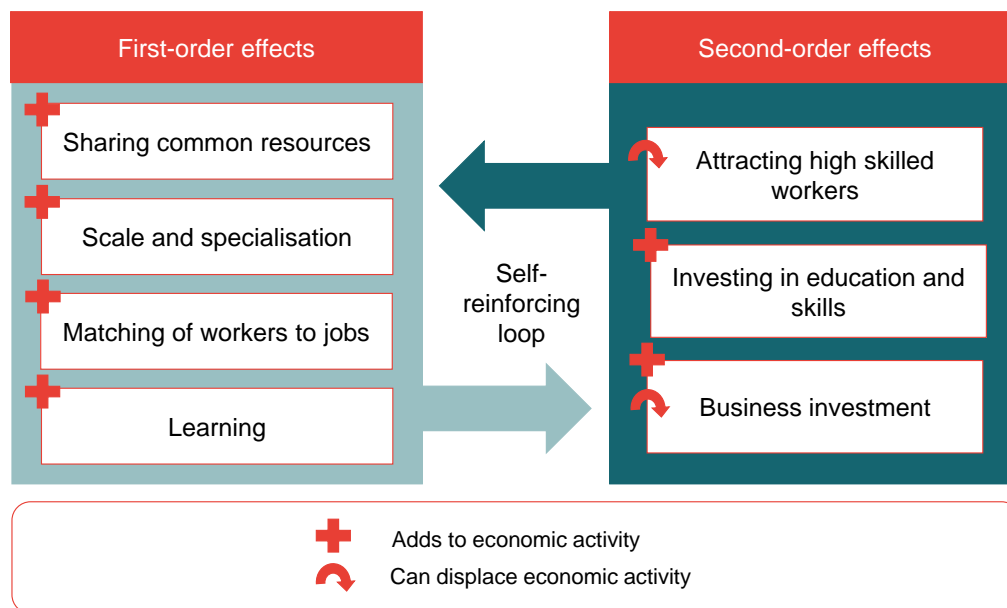 First-order effects
Sharing common resources
Scale and specialisation
Matching of workers to jobs
Learning
Self-
reinforcing
loop
Second-order effects
Attracting high skilled
workers
Investing in education and
skills
Business investment
Adds to economic activity
Can displace economic activity